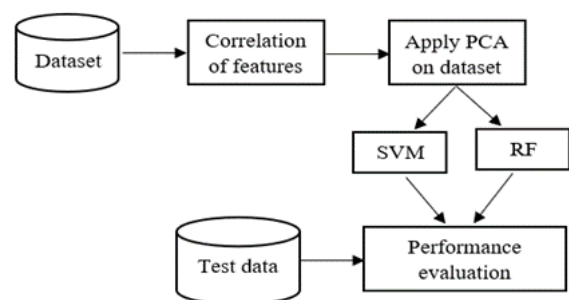 Dataset
Correlation
of features
Apply PCA
on dataset
SVM
RF
Test data
Performance
evaluation